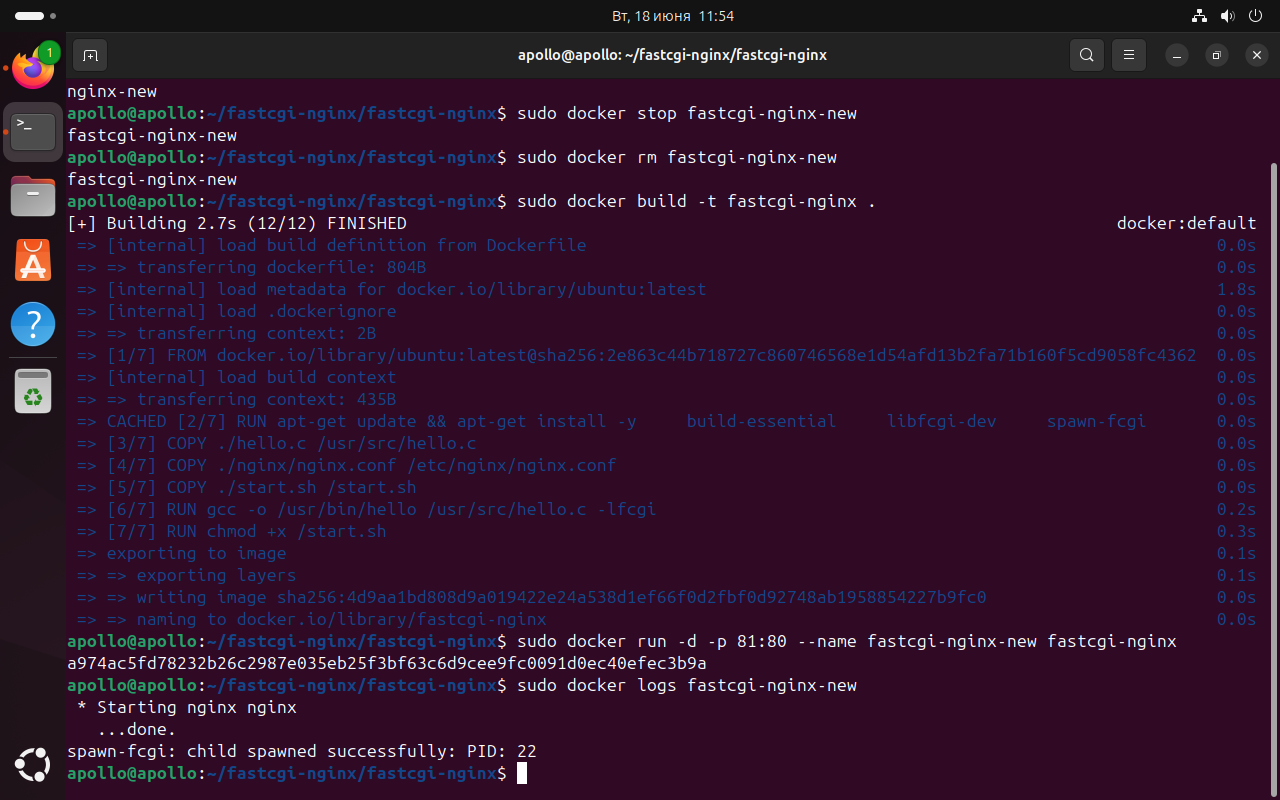 Вт, 18 июня 11:54
1
apollo@apollo: ~/fastcgi-nginx/fastcgi-nginx
nginx-new
apollo@apollo:~/fastcgi-nginx/fastcgi-nginx$ sudo docker stop fastcgi-nginx-new
fastcgi-nginx-new
apollo@apollo:~/fastcgi-nginx/fastcgi-nginx$ sudo docker rm fastcgi-nginx-new
fastcgi-nginx-new
apollo@apollo:~/fastcgi-nginx/fastcgi-nginx$ sudo docker build -t fastcgi-nginx .
[+] Building 2.7s (12/12) FINISHED docker:default
=> [internal] load build definition from Dockerfile 0.0s
=> => transferring dockerfile: 804B 0.0s
=> [internal] load metadata for docker.io/library/ubuntu:latest 1.8s
=> [internal] load .dockerignore 0.0s
=> => transferring context: 2B 0.0s
=> [1/7] FROM docker.io/library/ubuntu:latest@sha256:2e863c44b718727c860746568e1d54afd13b2fa71b160f5cd9058fc4362 0.0s
=> [internal] load build context 0.0s
=> => transferring context: 435B 0.0s
=> CACHED [2/7] RUN apt-get update && apt-get install -y build-essential libfcgi-dev spawn-fcgi 0.0s
=> [3/7] COPY ./hello.c /usr/src/hello.c 0.0s
=> [4/7] COPY ./nginx/nginx.conf /etc/nginx/nginx.conf 0.0s
=> [5/7] COPY ./start.sh /start.sh 0.0s
=> [6/7] RUN gcc -o /usr/bin/hello /usr/src/hello.c -lfcgi 0.2s
=> [7/7] RUN chmod +x /start.sh 0.3s
=> exporting to image 0.1s
=> => exporting layers 0.1s
=> => writing image sha256:4d9aa1bd808d9a019422e24a538d1ef66f0d2fbf0d92748ab1958854227b9fc0 0.0s
=> => naming to docker.io/library/fastcgi-nginx 0.0s
apollo@apollo:~/fastcgi-nginx/fastcgi-nginx$ sudo docker run -d -p 81:80 --name fastcgi-nginx-new fastcgi-nginx
a974ac5fd78232b26c2987e035eb25f3bf63c6d9cee9fc0091d0ec40efec3b9a
apollo@apollo:~/fastcgi-nginx/fastcgi-nginx$ sudo docker logs fastcgi-nginx-new
* Starting nginx nginx
...done.
spawn-fcgi: child spawned successfully: PID: 22
apollo@apollo:~/fastcgi-nginx/fastcgi-nginx$